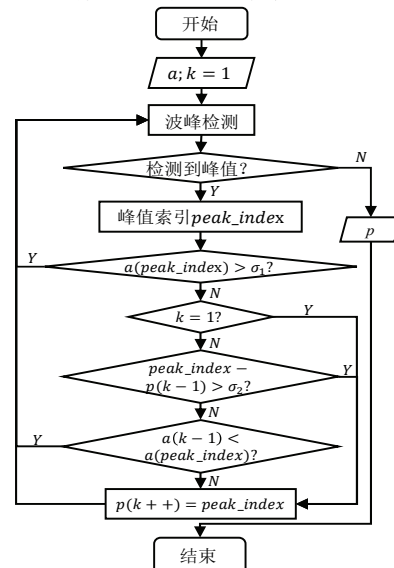 开始
a; k = 1
波峰检测
检测到峰值？
N
Y
峰值索引peak_index
p
a(peak_index) > σ₁?
Y
N
k = 1?
Y
N
peak_index −
p(k − 1) > σ₂?
Y
N
a(k − 1) <
a(peak_index)?
Y
N
p(k + +) = peak_index
结束